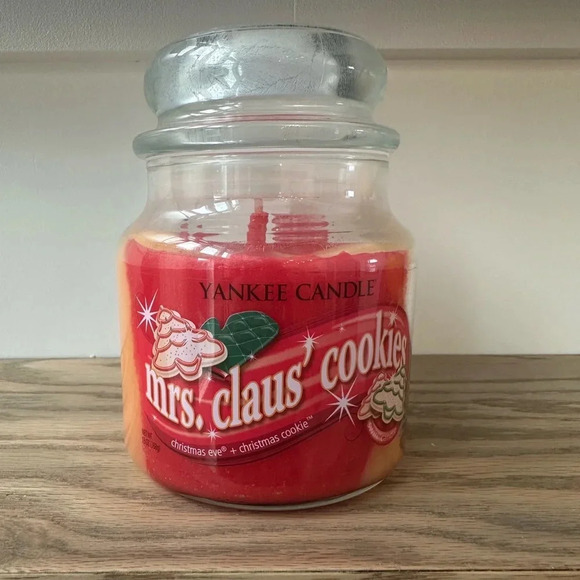 YANKEE CANDLE
mrs. claus' cookies
christmas eve® + christmas cookie™